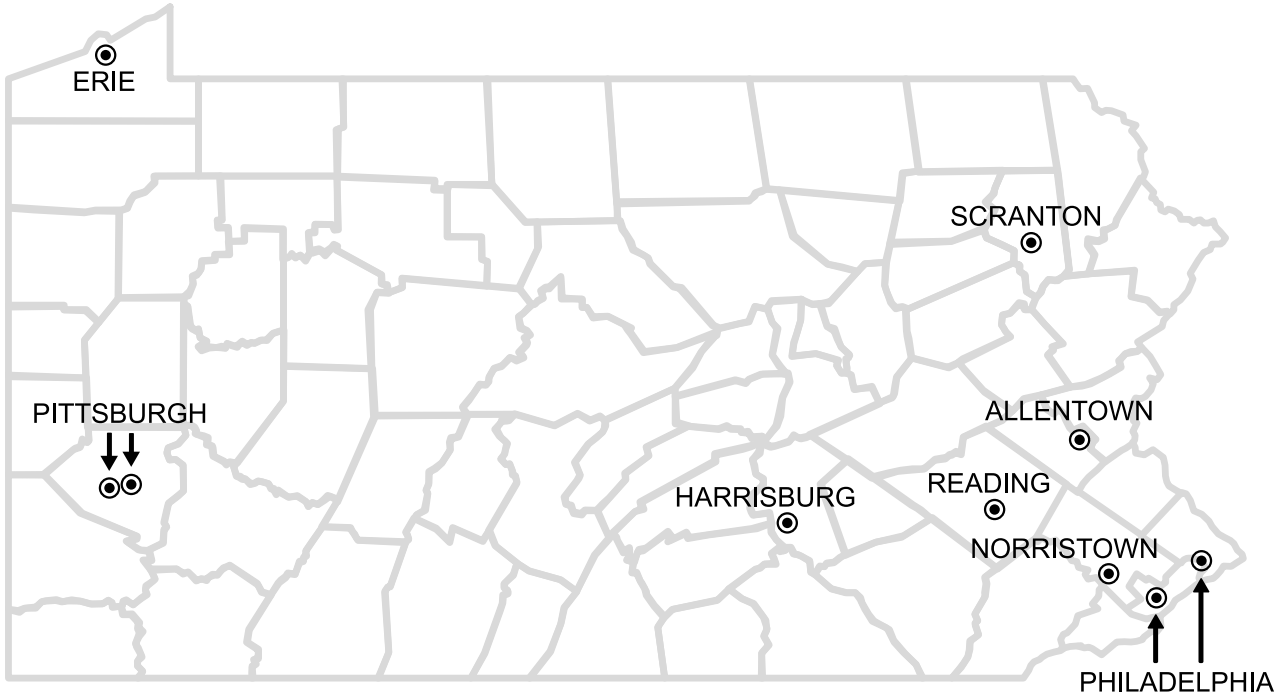 ERIE
SCRANTON
PITTSBURGH
ALLENTOWN
READING
HARRISBURG
NORRISTOWN
PHILADELPHIA